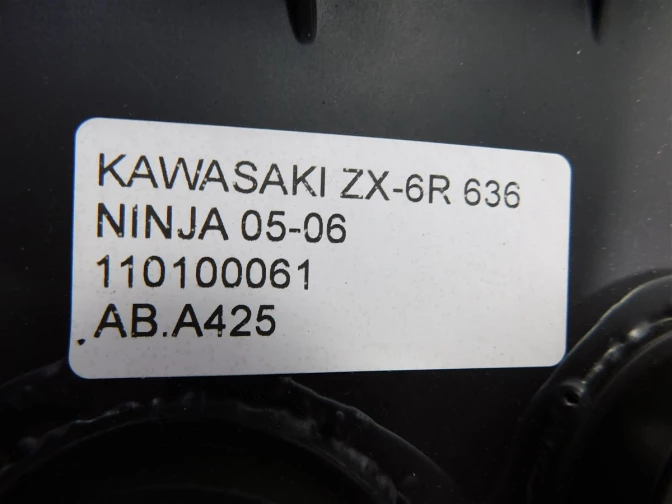 KAWASAKI ZX-6R 636
NINJA 05-06
110100061
AB.A425